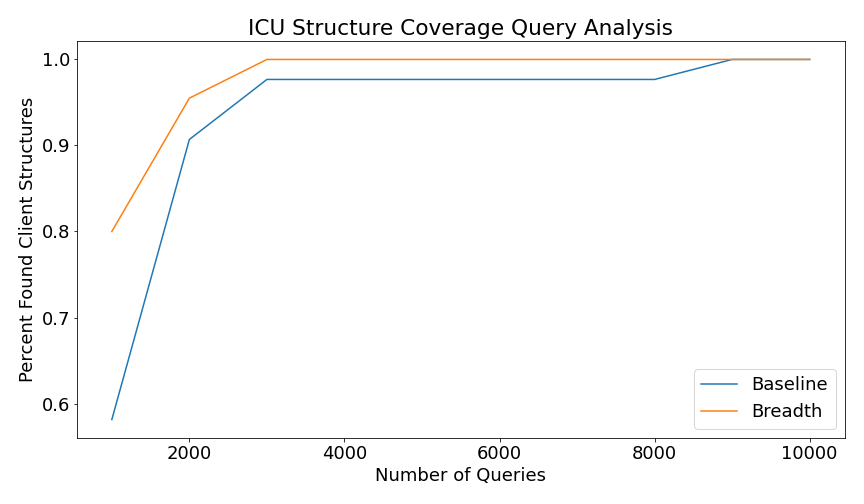 ICU Structure Coverage Query Analysis
Percent Found Client Structures
1.0
0.9
0.8
0.7
0.6
2000 4000 6000 8000 10000
Number of Queries
Baseline
Breadth